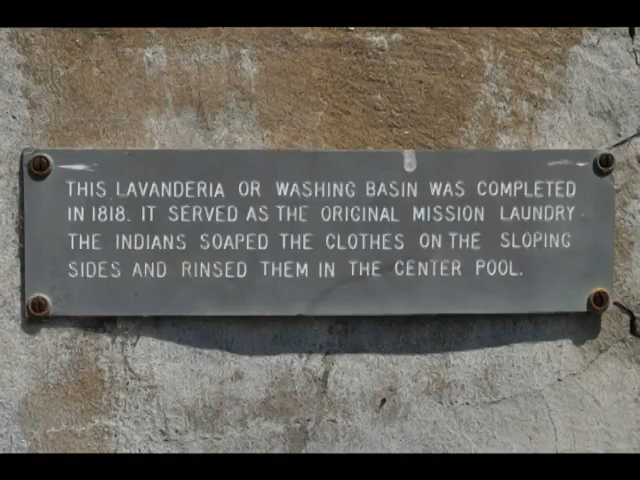 THIS LAVANDERIA OR WASHING BASIN WAS COMPLETED
IN 1818. IT SERVED AS THE ORIGINAL MISSION LAUNDRY.
THE INDIANS SOAPED THE CLOTHES ON THE SLOPING
SIDES AND RINSED THEM IN THE CENTER POOL.